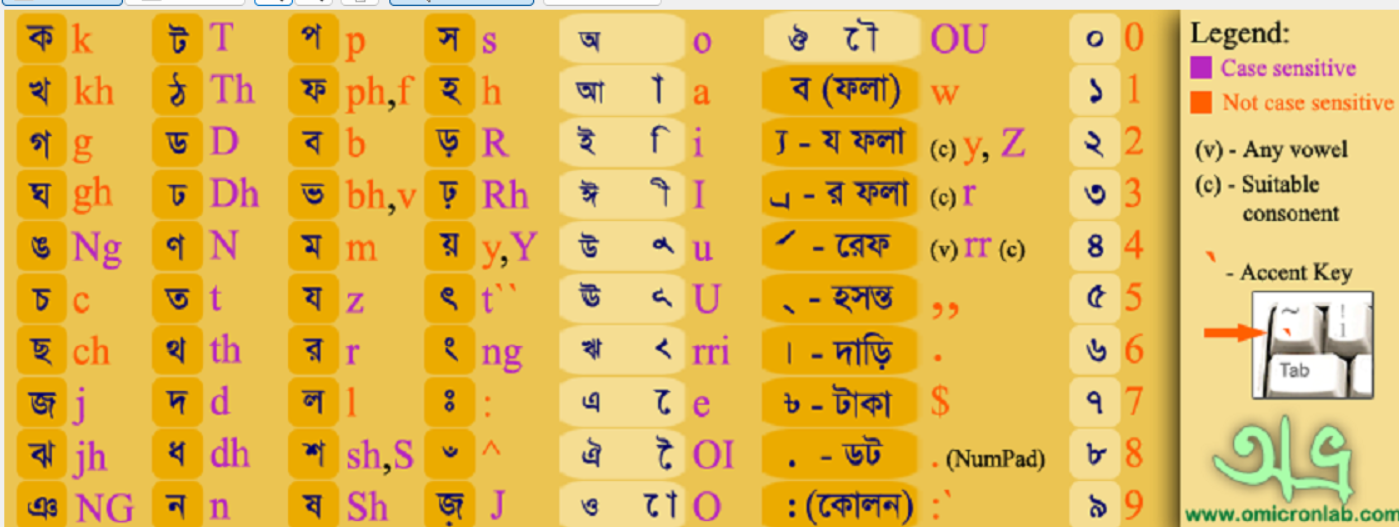 ক k ট T প p স s অ o ঔ ৌ OU ০ 0
খ kh ঠ Th ফ ph,f হ h আ া a ব (ফলা) w ১ 1
গ g ড D ব b ড় R ই ি i ্য - য ফলা (c) y, Z ২ 2
ঘ gh ঢ Dh ভ bh,v ঢ় Rh ঈ ী I ্র - র ফলা (c) r ৩ 3
ঙ Ng ণ N ম m য় y,Y উ ু u র্ - রেফ (v) rr (c) ৪ 4
চ c ত t য z ৎ t`` ঊ ূ U ্ - হসন্ত ,, ৫ 5
ছ ch থ th র r ং ng ঋ ৃ rri । - দাড়ি . ৬ 6
জ j দ d ল l ঃ : এ ে e ৳ - টাকা $ ৭ 7
ঝ jh ধ dh শ sh,S ঁ ^ ঐ ৈ OI . - ডট . (NumPad) ৮ 8
ঞ NG ন n ষ Sh জ় J ও ো O : (কোলন) :` ৯ 9
Legend:
Case sensitive
Not case sensitive
(v) - Any vowel
(c) - Suitable
consonent
` - Accent Key
~ !
` 1
Tab
অভ্র
www.omicronlab.com